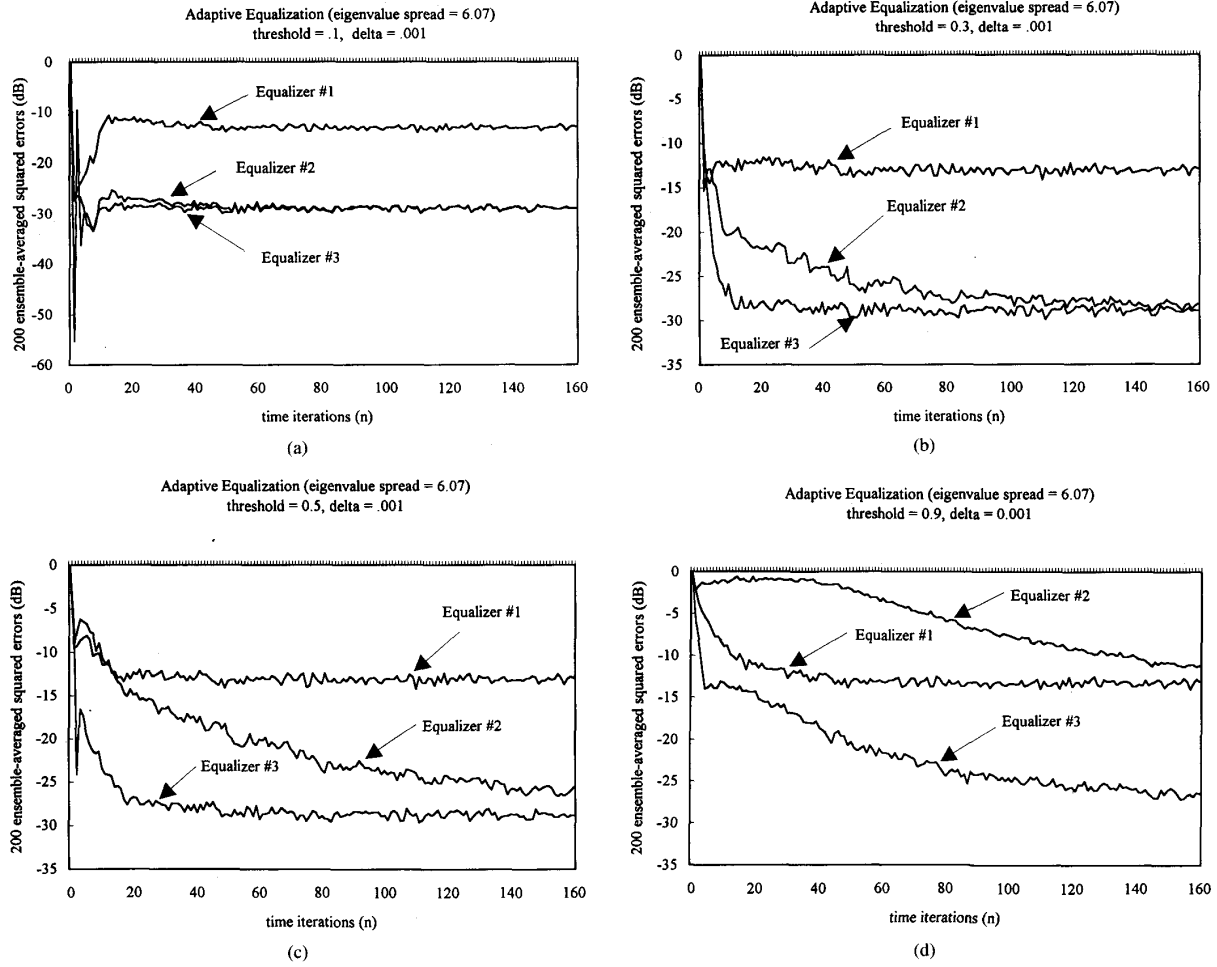 Adaptive Equalization (eigenvalue spread = 6.07)
threshold = .1, delta = .001
200 ensemble-averaged squared errors (dB)
0
-10
-20
-30
-40
-50
-60
Equalizer #1
Equalizer #2
Equalizer #3
0 20 40 60 80 100 120 140 160
time iterations (n)
(a)
Adaptive Equalization (eigenvalue spread = 6.07)
threshold = 0.3, delta = .001
200 ensemble-averaged squared errors (dB)
0
-5
-10
-15
-20
-25
-30
-35
Equalizer #1
Equalizer #2
Equalizer #3
0 20 40 60 80 100 120 140 160
time iterations (n)
(b)
Adaptive Equalization (eigenvalue spread = 6.07)
threshold = 0.5, delta = .001
200 ensemble-averaged squared errors (dB)
0
-5
-10
-15
-20
-25
-30
-35
Equalizer #1
Equalizer #2
Equalizer #3
0 20 40 60 80 100 120 140 160
time iterations (n)
(c)
Adaptive Equalization (eigenvalue spread = 6.07)
threshold = 0.9, delta = 0.001
200 ensemble-averaged squared errors (dB)
0
-5
-10
-15
-20
-25
-30
-35
Equalizer #2
Equalizer #1
Equalizer #3
0 20 40 60 80 100 120 140 160
time iterations (n)
(d)